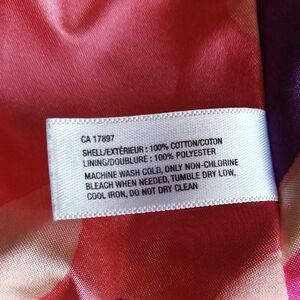 CA 17897
SHELL/EXTÉRIEUR : 100% COTTON/COTON
LINING/DOUBLURE : 100% POLYESTER
MACHINE WASH COLD, ONLY NON-CHLORINE
BLEACH WHEN NEEDED, TUMBLE DRY LOW,
COOL IRON, DO NOT DRY CLEAN